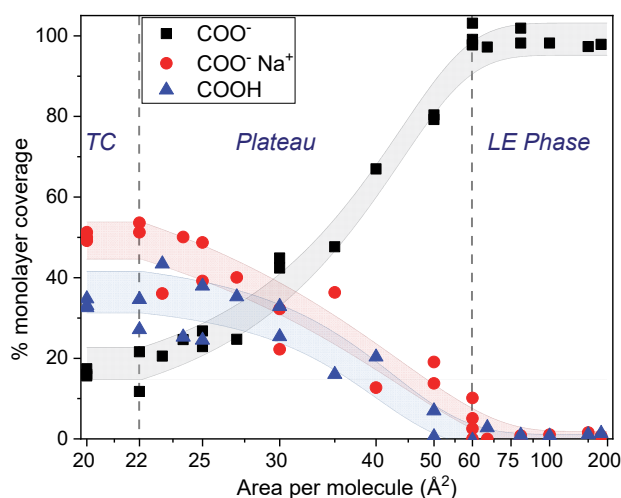 COO⁻
COO⁻ Na⁺
COOH
TC
Plateau
LE Phase
% monolayer coverage
100
80
60
40
20
0
20 22 25 30 40 50 60 75 100 200
Area per molecule (Å²)